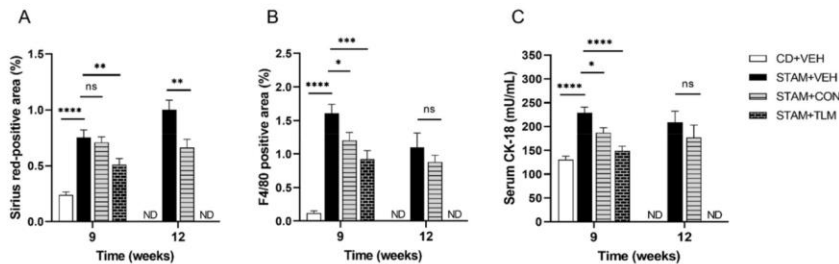 A
Sirius red-positive area (%)
1.5
1.0
0.5
0.0
****
ns
**
**
ND
ND
9
12
Time (weeks)
B
F4/80 positive area (%)
2.5
2.0
1.5
1.0
0.5
0.0
****
*
***
ns
ND
ND
9
12
Time (weeks)
C
Serum CK-18 (mU/mL)
350
300
250
200
150
100
50
0
****
*
****
ns
ND
ND
9
12
Time (weeks)
CD+VEH
STAM+VEH
STAM+CON
STAM+TLM